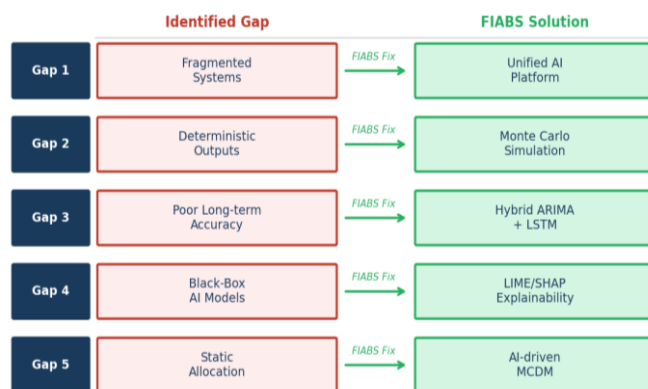 Identified Gap
FIABS Solution
Gap 1
Fragmented
Systems
FIABS Fix
Unified AI
Platform
Gap 2
Deterministic
Outputs
FIABS Fix
Monte Carlo
Simulation
Gap 3
Poor Long-term
Accuracy
FIABS Fix
Hybrid ARIMA
+ LSTM
Gap 4
Black-Box
AI Models
FIABS Fix
LIME/SHAP
Explainability
Gap 5
Static
Allocation
FIABS Fix
AI-driven
MCDM